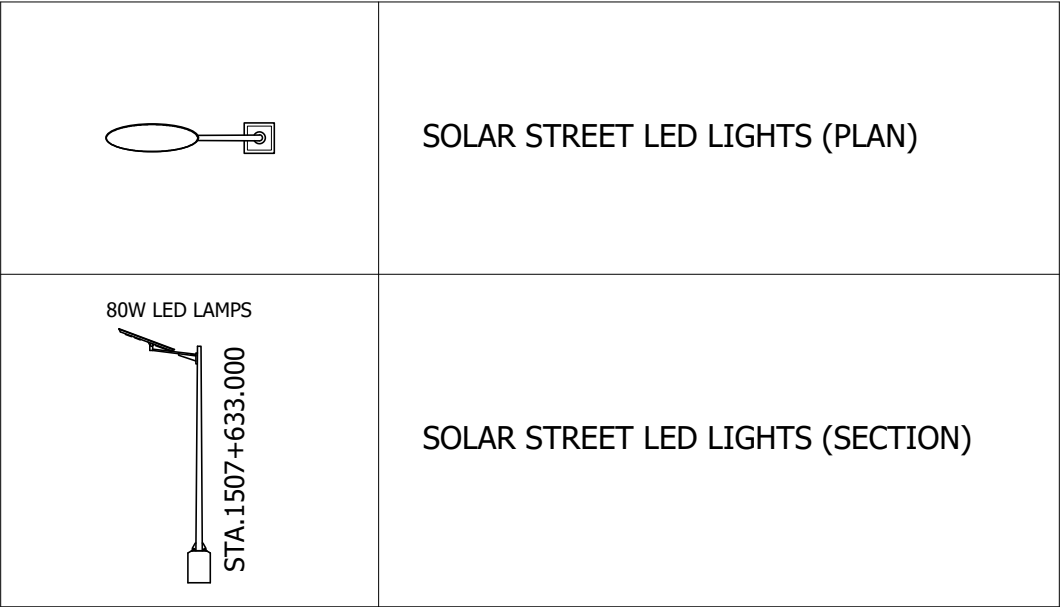 SOLAR STREET LED LIGHTS (PLAN)
80W LED LAMPS
STA.1507+633.000
SOLAR STREET LED LIGHTS (SECTION)